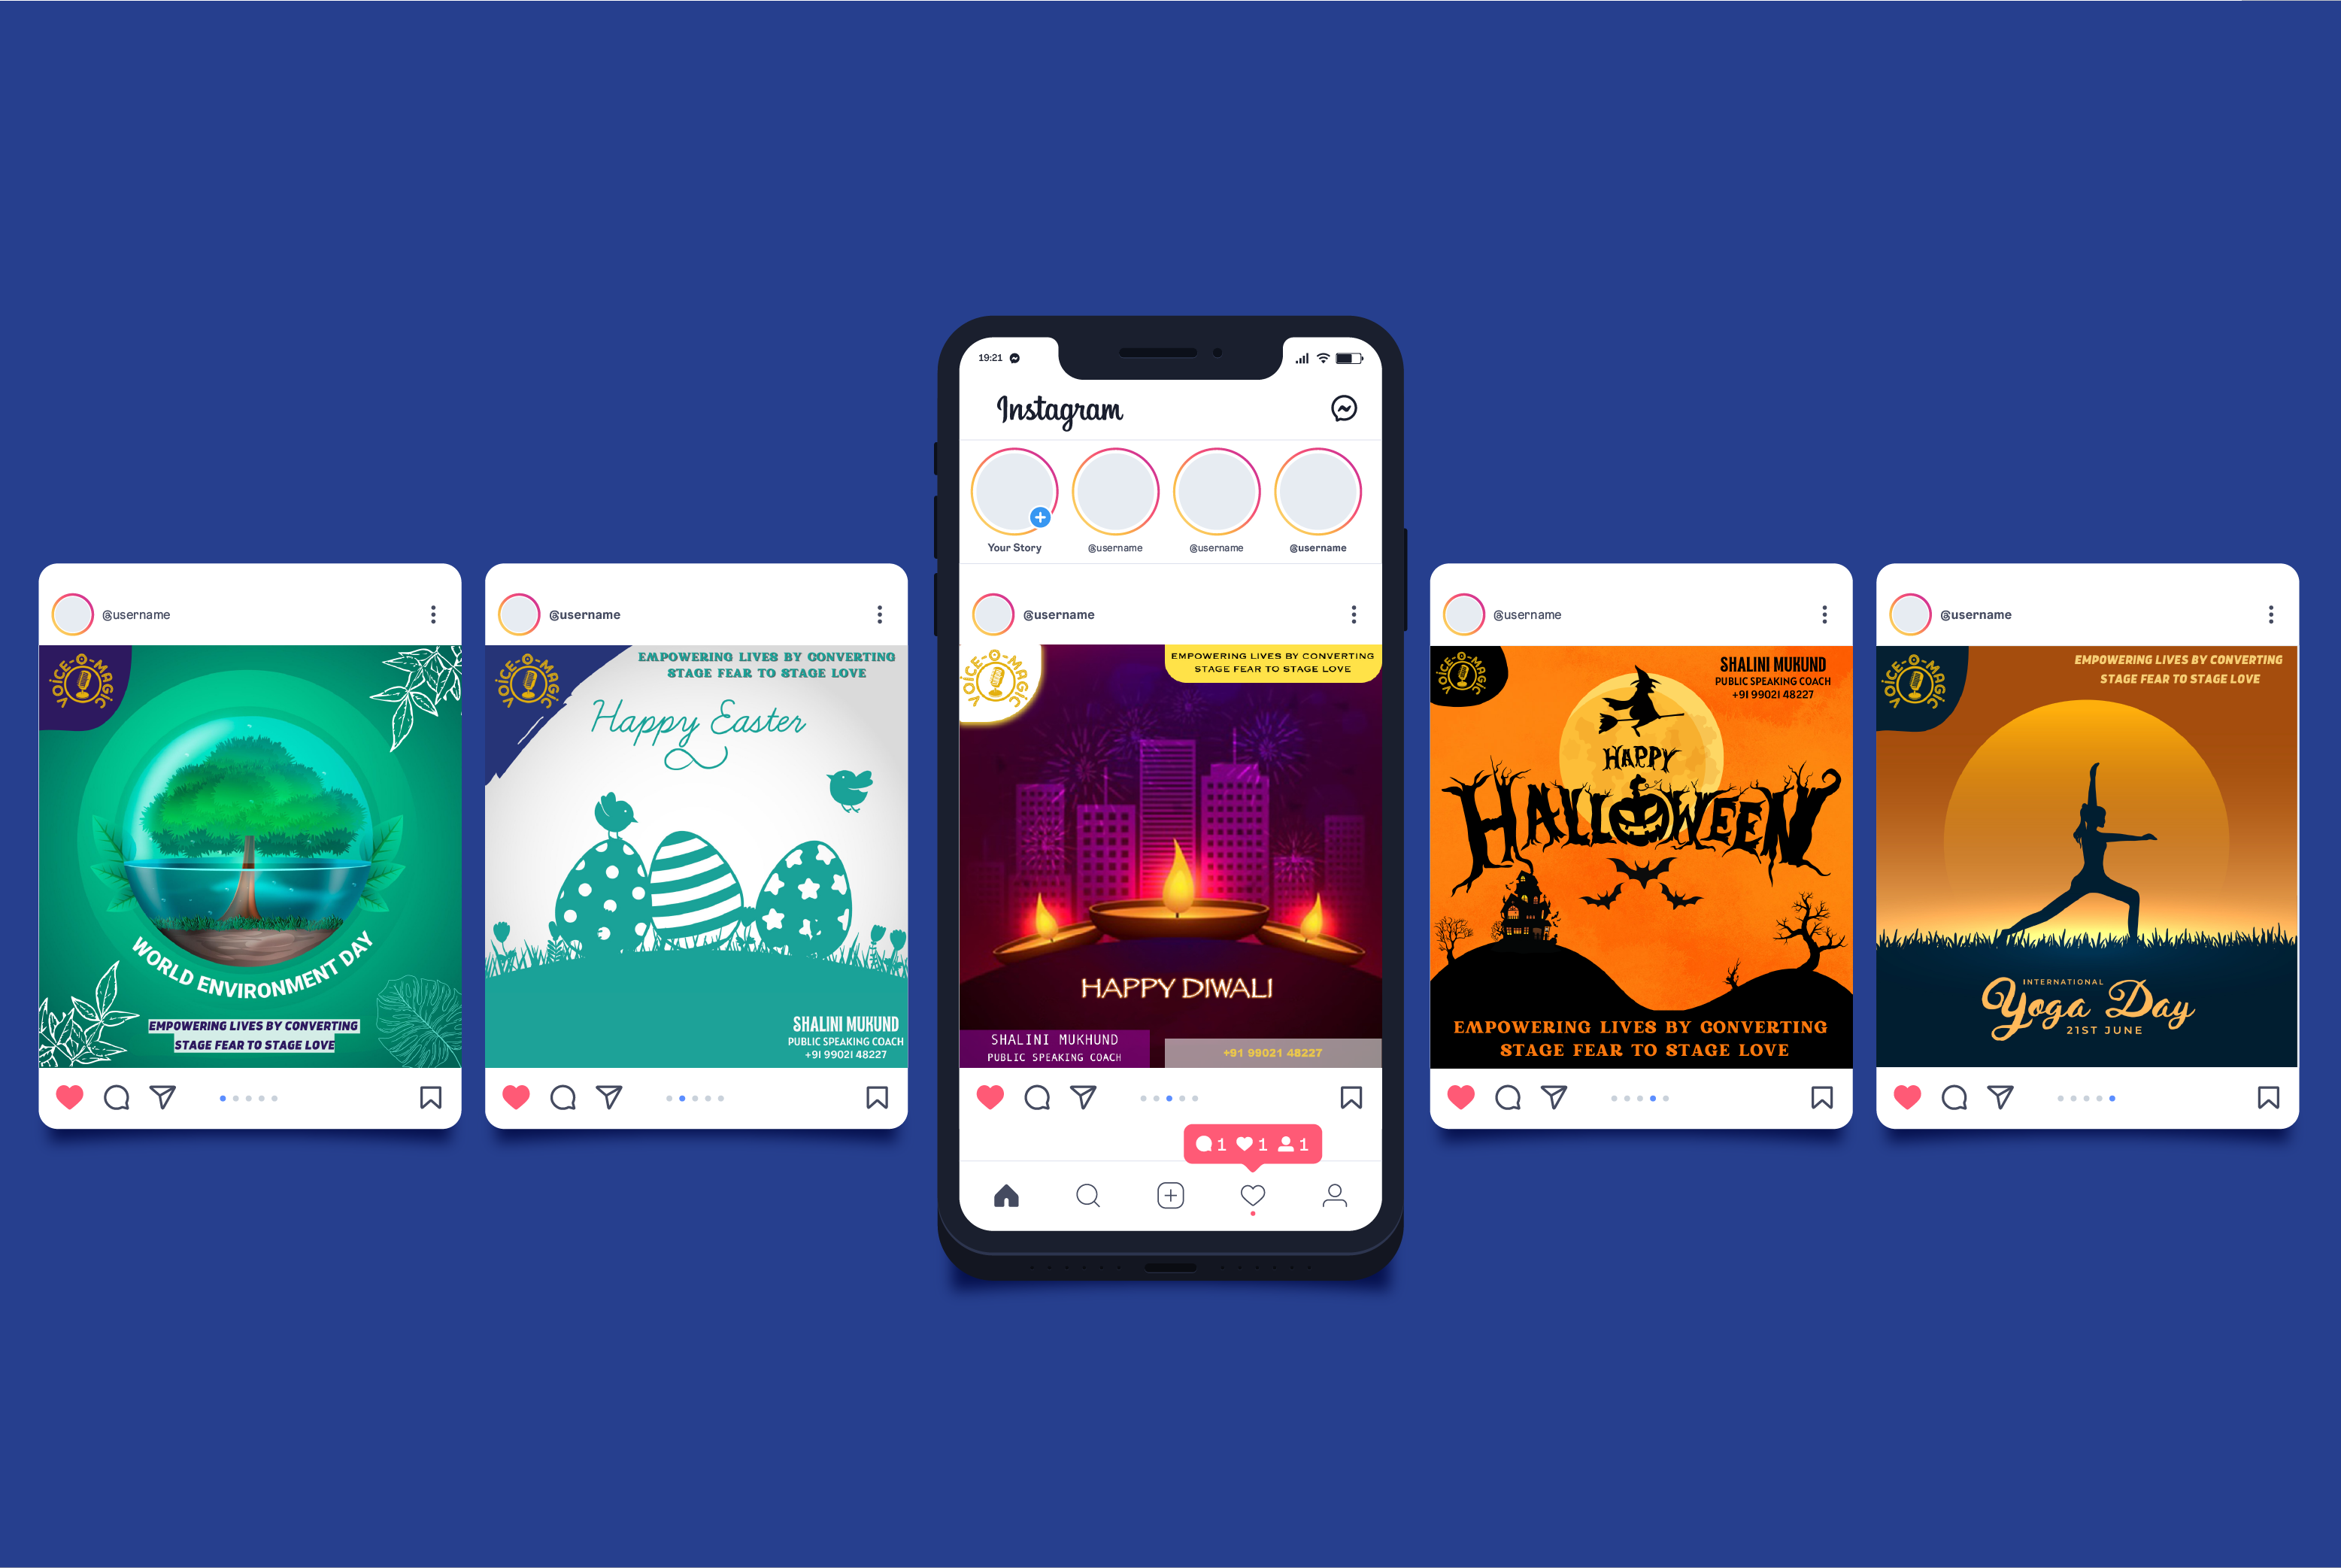 @username
VOICE-O-MAGIC
WORLD ENVIRONMENT DAY
EMPOWERING LIVES BY CONVERTING
STAGE FEAR TO STAGE LOVE
@username
VOICE-O-MAGIC
EMPOWERING LIVES BY CONVERTING
STAGE FEAR TO STAGE LOVE
Happy Easter
SHALINI MUKUND
PUBLIC SPEAKING COACH
+91 99021 48227
19:21
Instagram
Your Story
@username
@username
@username
@username
VOICE-O-MAGIC
EMPOWERING LIVES BY CONVERTING
STAGE FEAR TO STAGE LOVE
HAPPY DIWALI
SHALINI MUKHUND
PUBLIC SPEAKING COACH
+91 99021 48227
1 1 1
@username
VOICE-O-MAGIC
SHALINI MUKUND
PUBLIC SPEAKING COACH
+91 99021 48227
HAPPY
HALLOWEEN
EMPOWERING LIVES BY CONVERTING
STAGE FEAR TO STAGE LOVE
@username
VOICE-O-MAGIC
EMPOWERING LIVES BY CONVERTING
STAGE FEAR TO STAGE LOVE
INTERNATIONAL
Yoga Day
21ST JUNE